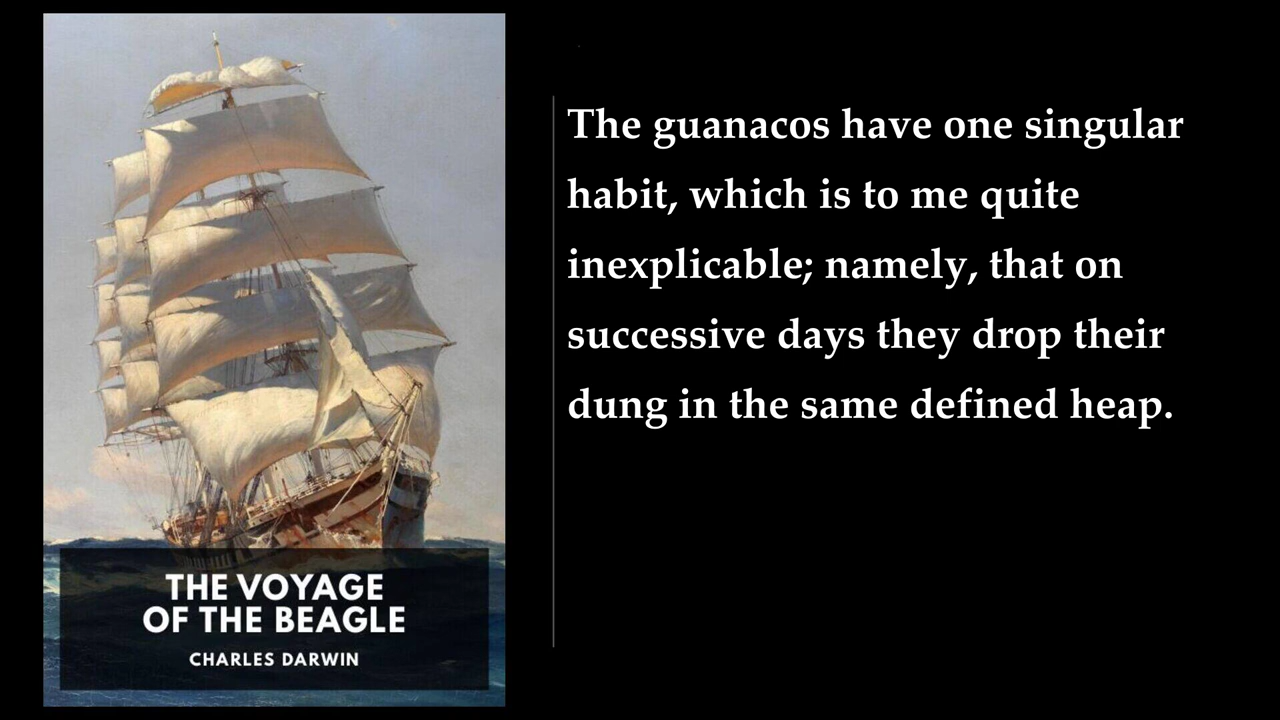 The guanacos have one singular
habit, which is to me quite
inexplicable; namely, that on
successive days they drop their
dung in the same defined heap.
THE VOYAGE
OF THE BEAGLE
CHARLES DARWIN